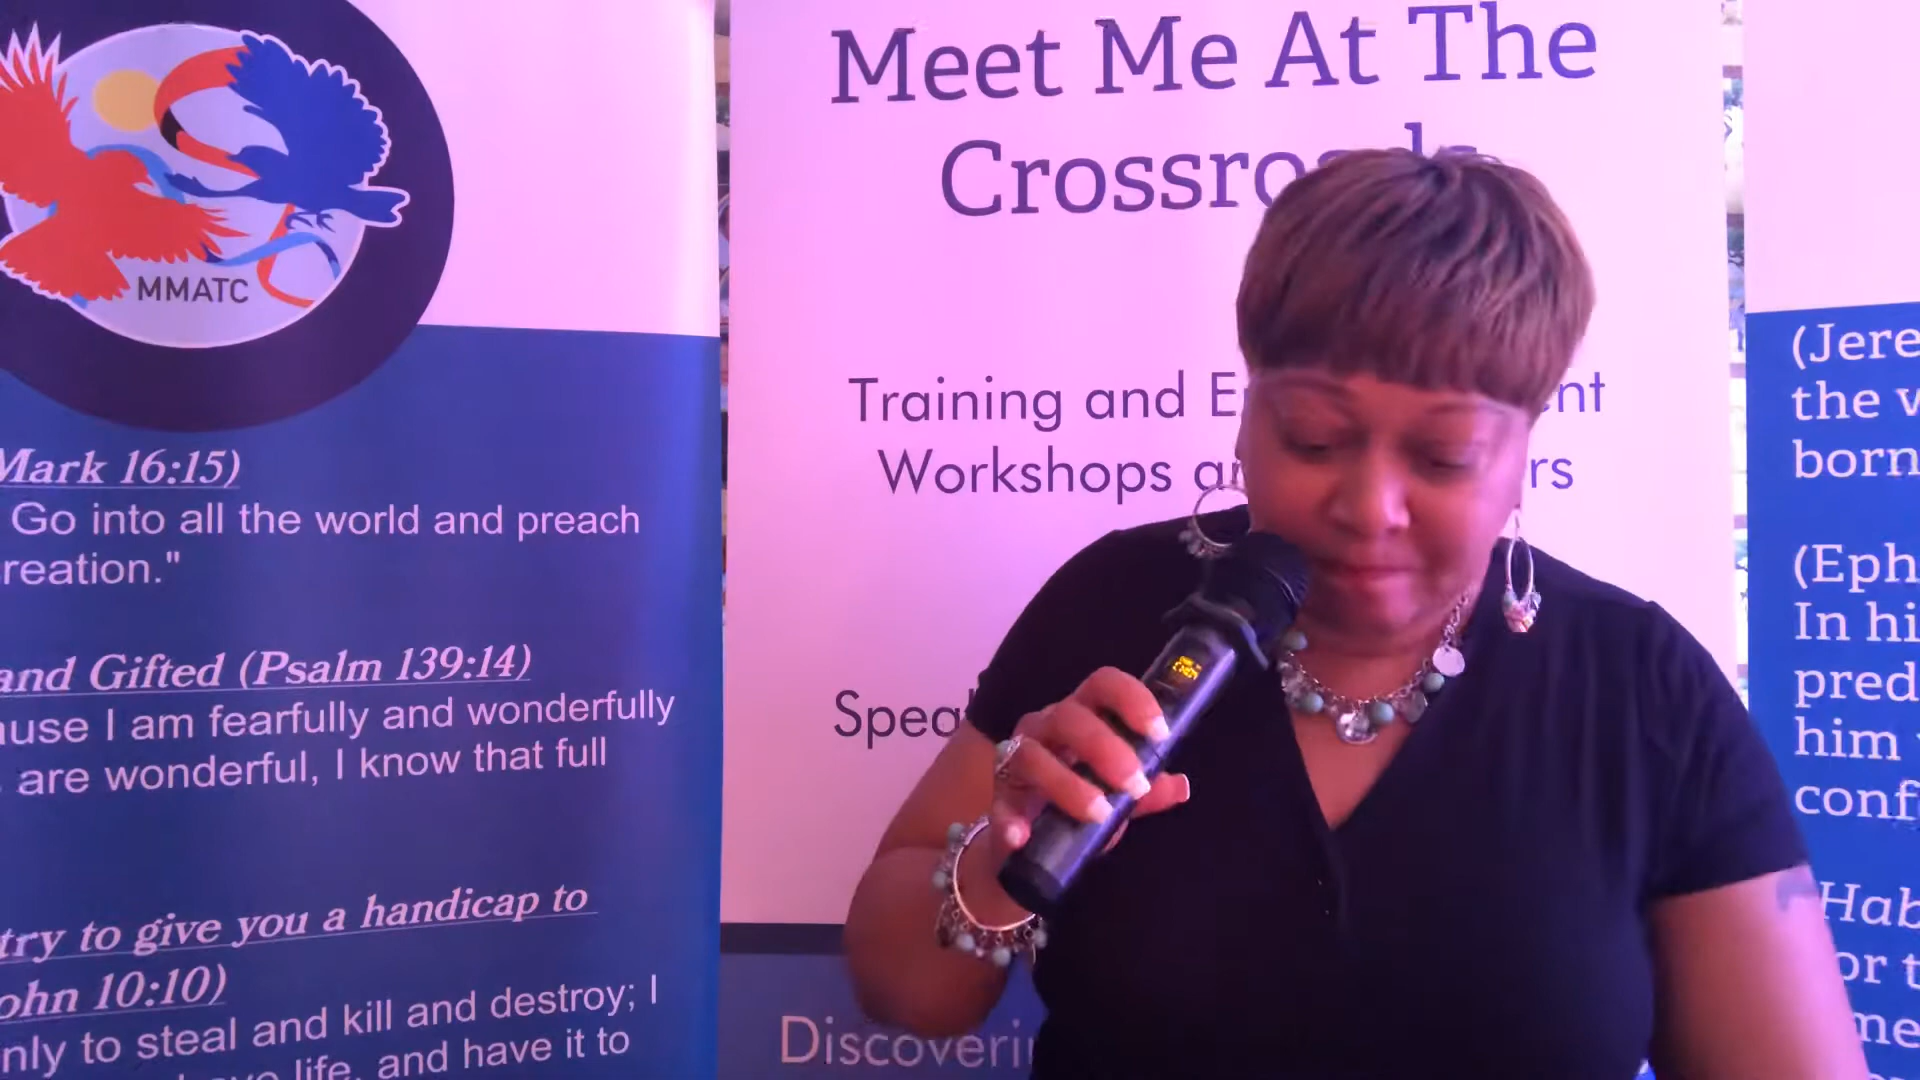 MMATC
Mark 16:15)
Go into all the world and preach
reation."
and Gifted (Psalm 139:14)
ause I am fearfully and wonderfully
are wonderful, I know that full
try to give you a handicap to
ohn 10:10)
nly to steal and kill and destroy; I
life, and have it to
Meet Me At The
Crossroads
Training and E nt
Workshops a rs
Spea
Discoveri
(Jere
the w
born
(Eph
In hi
pred
him
conf
Hab
or t
me